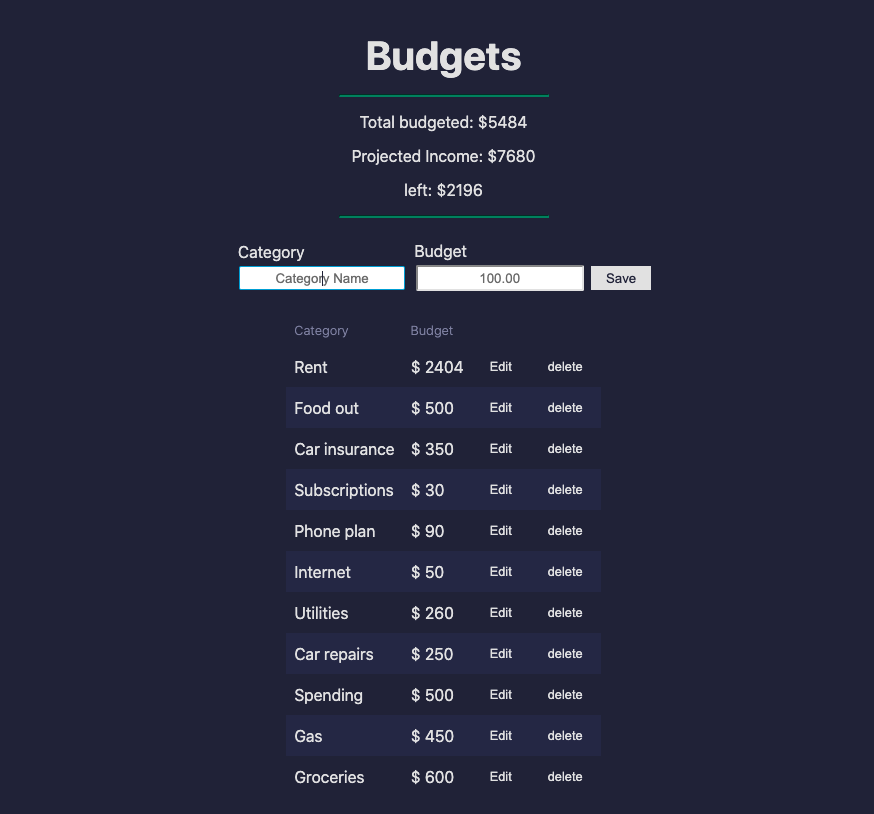 Budgets
Total budgeted: $5484
Projected Income: $7680
left: $2196
Category Budget
Category Name 100.00 Save
Category Budget
Rent $ 2404 Edit delete
Food out $ 500 Edit delete
Car insurance $ 350 Edit delete
Subscriptions $ 30 Edit delete
Phone plan $ 90 Edit delete
Internet $ 50 Edit delete
Utilities $ 260 Edit delete
Car repairs $ 250 Edit delete
Spending $ 500 Edit delete
Gas $ 450 Edit delete
Groceries $ 600 Edit delete